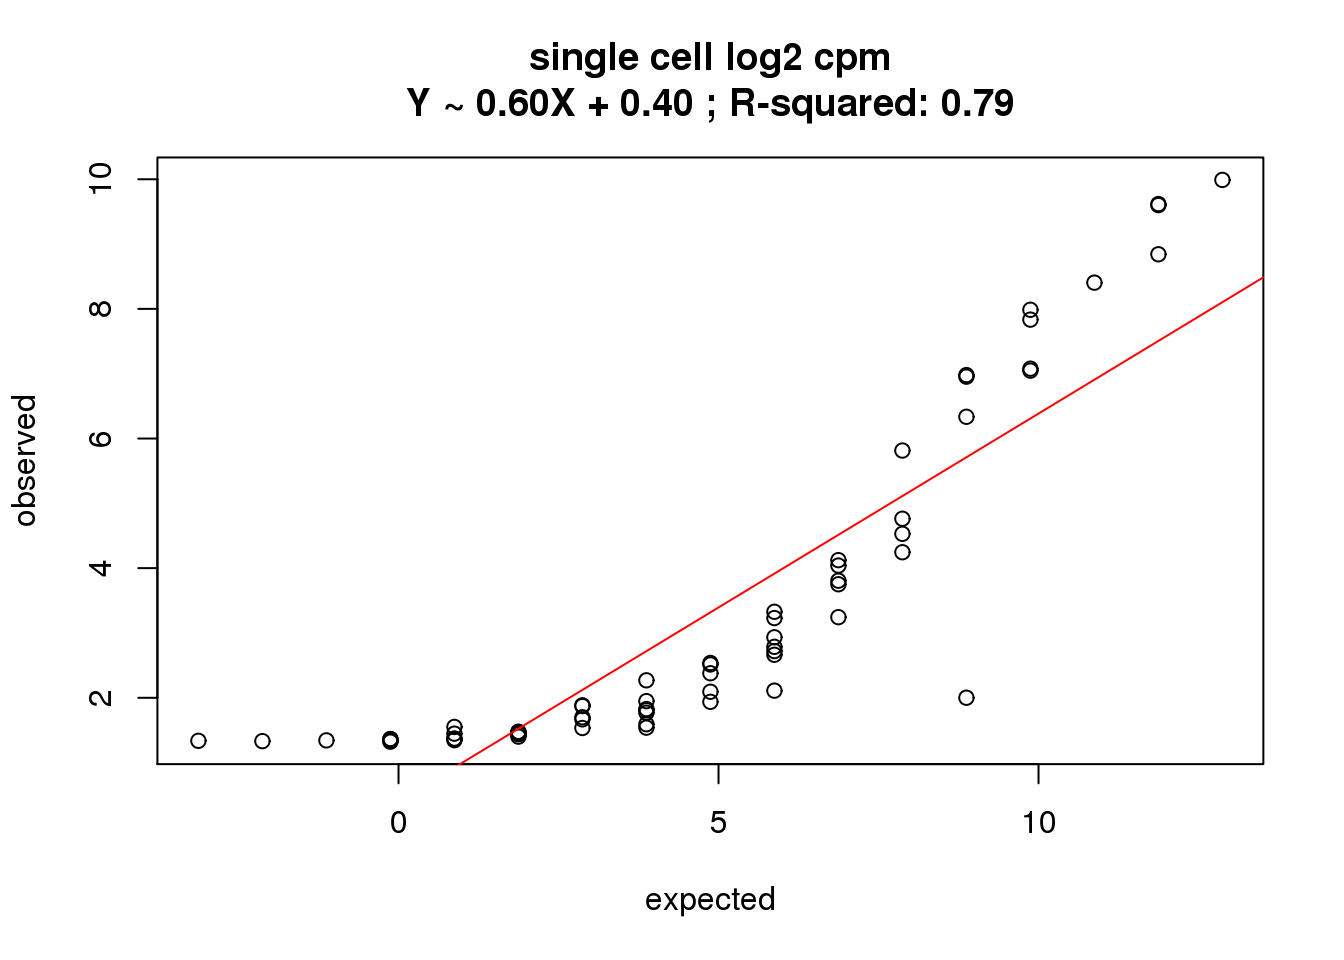 single cell log2 cpm
Y ~ 0.60X + 0.40 ; R-squared: 0.79
10
8
6
4
2
observed
0 5 10
expected